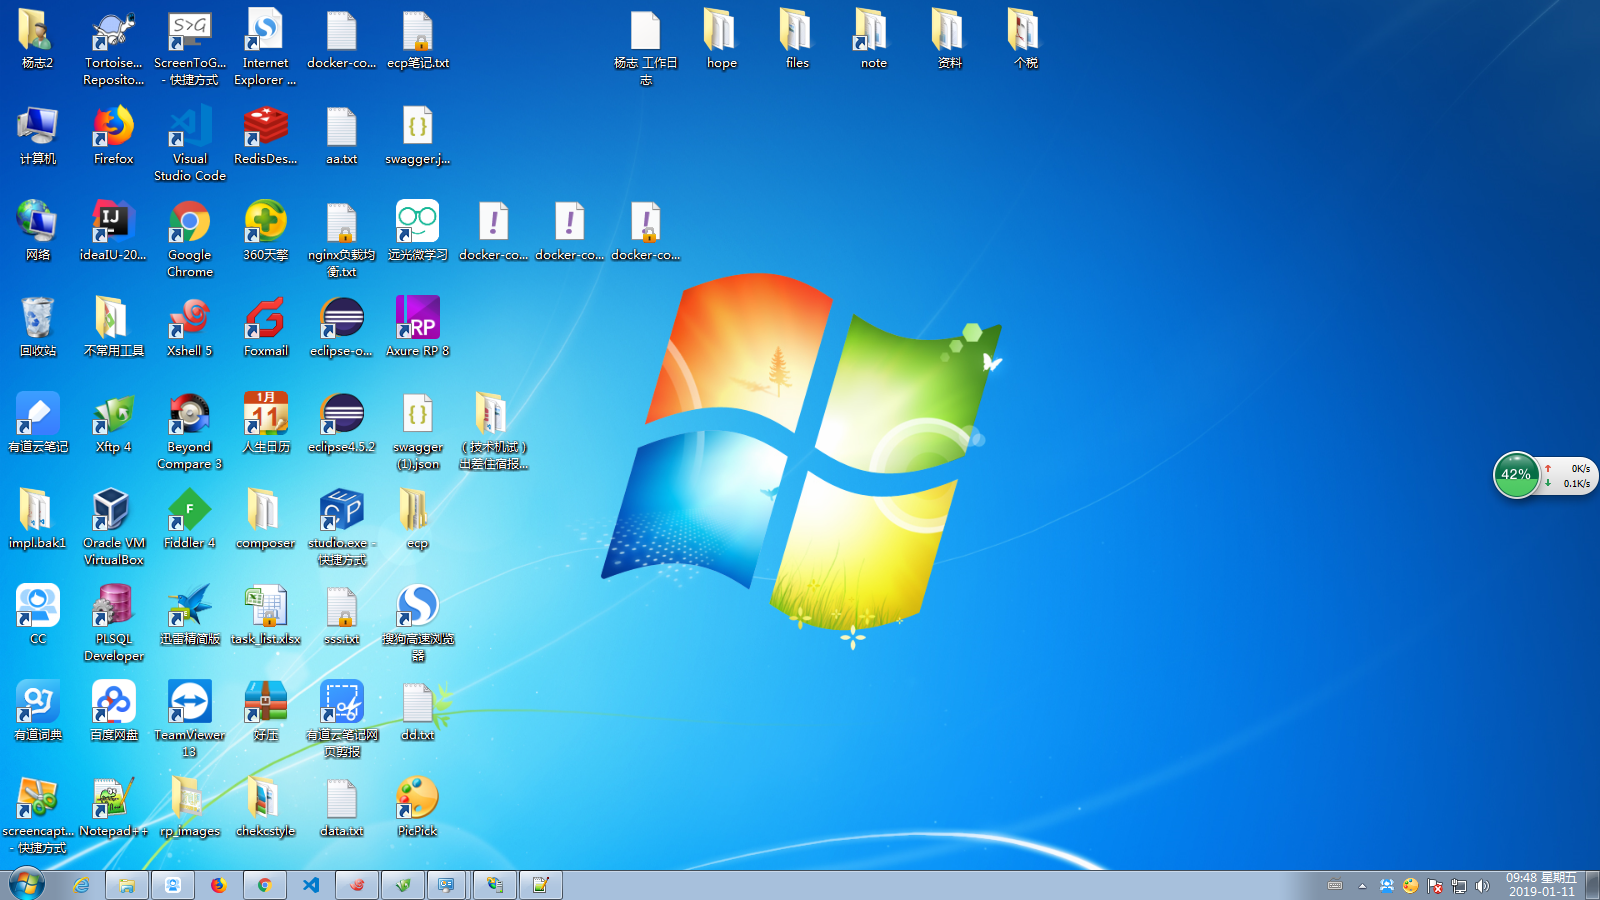 杨志2
Tortoise...
Reposito...
ScreenToG...
- 快捷方式
Internet
Explorer ...
docker-co...
ecp笔记.txt
杨志 工作日
志
hope
files
note
资料
个税
计算机
Firefox
Visual
Studio Code
RedisDes...
aa.txt
swagger.j...
网络
ideaIU-20...
Google
Chrome
360天擎
nginx负载均
衡.txt
远光微学习
docker-co...
docker-co...
docker-co...
回收站
不常用工具
Xshell 5
Foxmail
eclipse-o...
Axure RP 8
有道云笔记
Xftp 4
Beyond
Compare 3
1月
11
人生日历
eclipse4.5.2
swagger
(1).json
（技术机试）
出差住宿报...
impl.bak1
Oracle VM
VirtualBox
Fiddler 4
composer
studio.exe -
快捷方式
ecp
CC
PLSQL
Developer
迅雷精简版
task_list.xlsx
sss.txt
搜狗高速浏览
器
有道词典
百度网盘
TeamViewer
13
好压
有道云笔记网
页剪报
dd.txt
screencapt...
- 快捷方式
Notepad++
rp_images
chekcstyle
data.txt
PicPick
S>G
IJ
RP
F
ECP
42%
0K/s
0.1K/s
09:48 星期五
2019-01-11